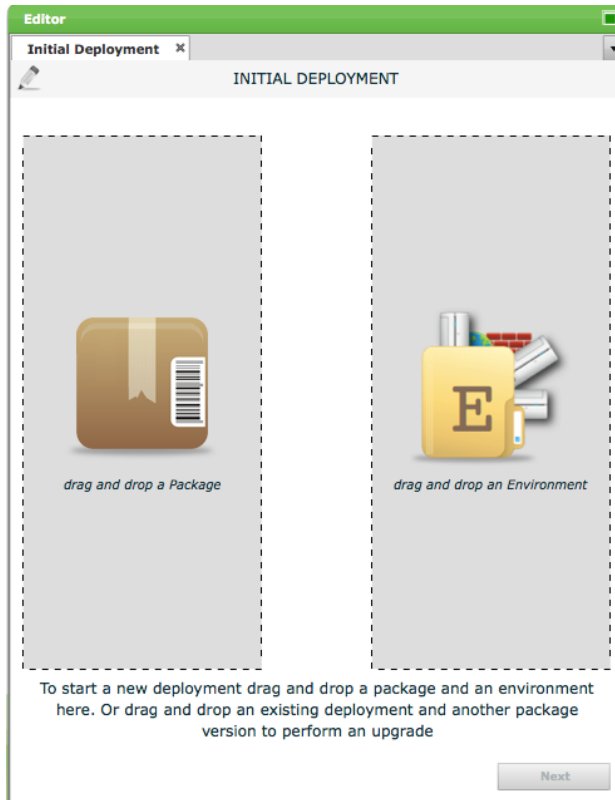 Editor
Initial Deployment
INITIAL DEPLOYMENT
E
drag and drop a Package
drag and drop an Environment
To start a new deployment drag and drop a package and an environment
here. Or drag and drop an existing deployment and another package
version to perform an upgrade
Next